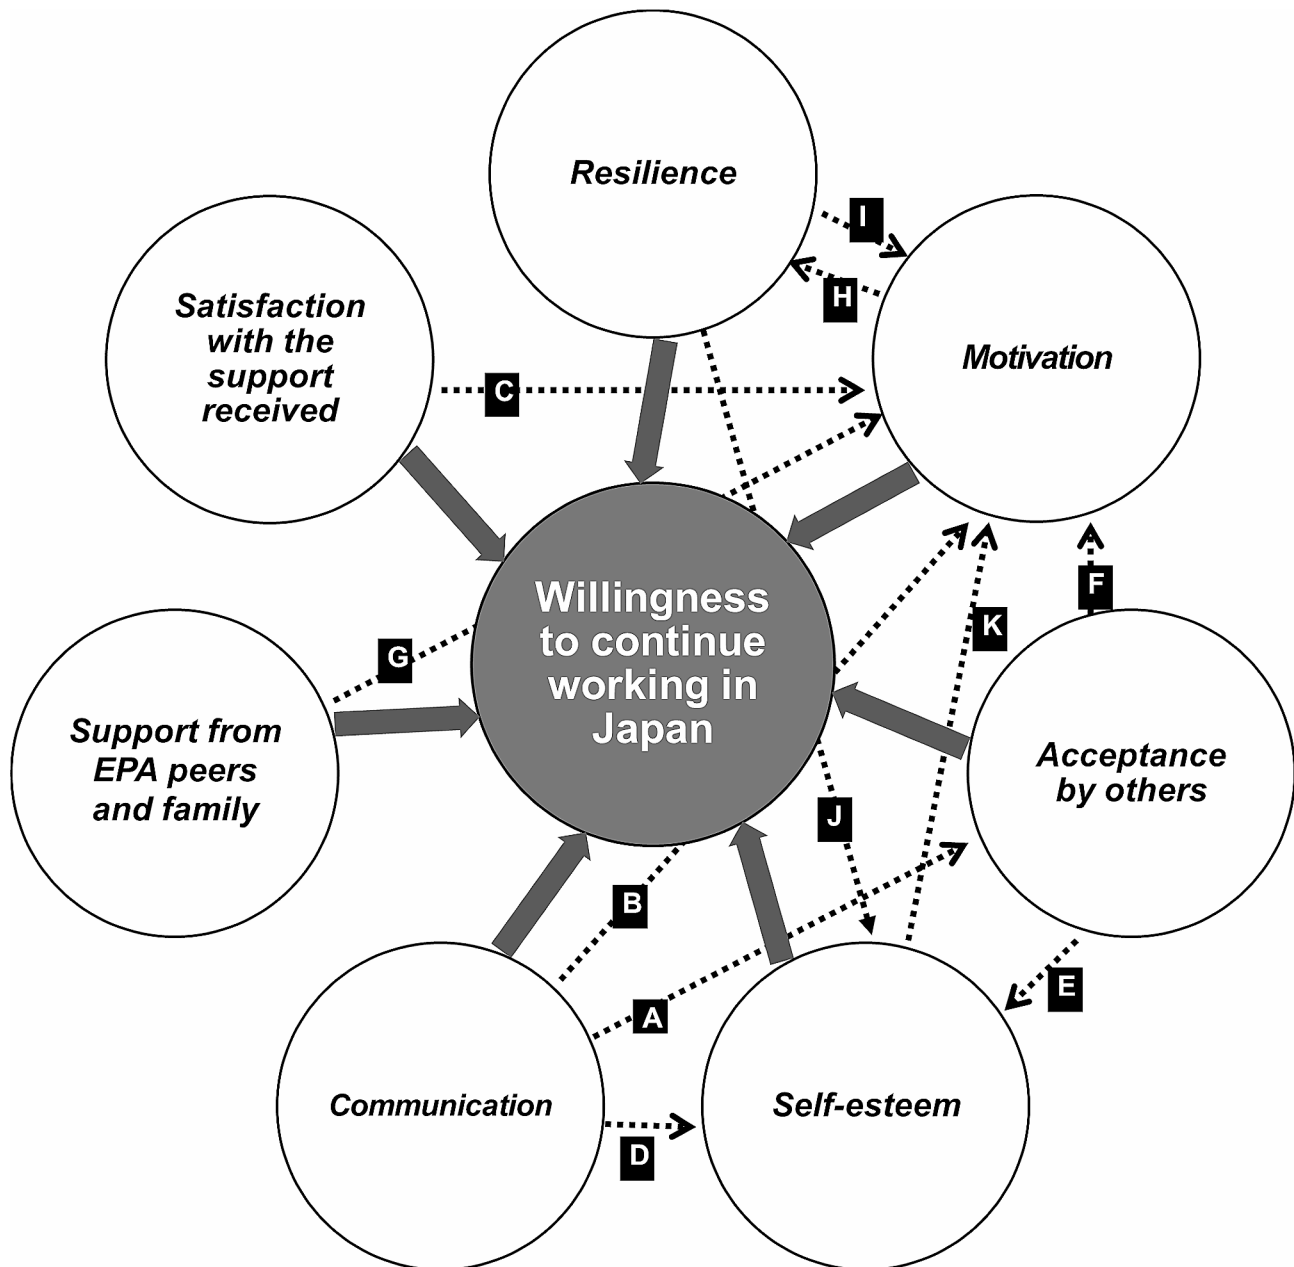 Resilience
I
H
Satisfaction
with the
support
received
C
Motivation
Willingness
to continue
working in
Japan
F
K
G
Support from
EPA peers
and family
Acceptance
by others
J
B
A
E
Communication
D
Self-esteem